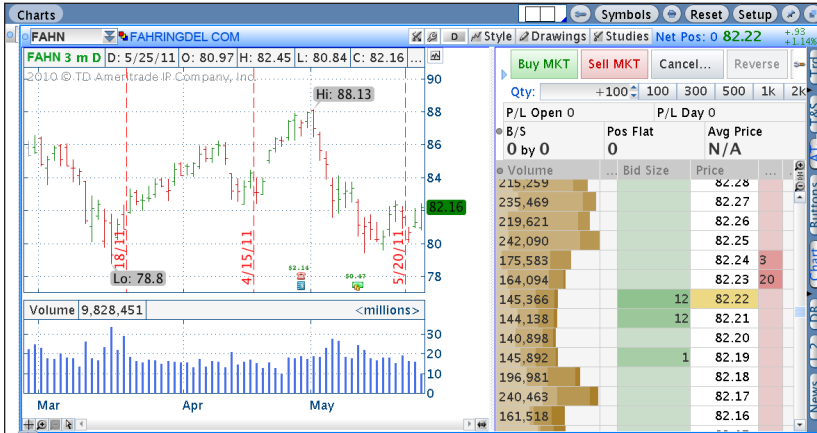 Charts
Symbols Reset Setup
FAHN FAHRINGDEL COM D Style Drawings Studies Net Pos: 0 82.22 +.93
+1.14%
FAHN 3 m D D: 5/25/11 O: 80.97 H: 82.45 L: 80.84 C: 82.16 ...
2010 © TD Ameritrade IP Company, Inc.
90
Hi: 88.13
88
86
84
82.16
80
78
18/11
4/15/11
5/20/11
Lo: 78.8
$2.14
$0.47
Volume 9,828,451 <millions>
30
20
10
0
Mar Apr May
Buy MKT Sell MKT Cancel... Reverse
Qty: +100 100 300 500 1K 2K
P/L Open 0 P/L Day 0
B/S Pos Flat Avg Price
0 by 0 0 N/A
Volume ... Bid Size Price ...
215,259 82.28
235,469 82.27
219,621 82.26
242,090 82.25
175,583 82.24 3
164,094 82.23 20
145,366 12 82.22
144,138 12 82.21
140,898 82.20
145,892 1 82.19
196,981 82.18
240,463 82.17
161,518 82.16
Trd
T&S
AT
Buttons
Chart
DB
L2
News